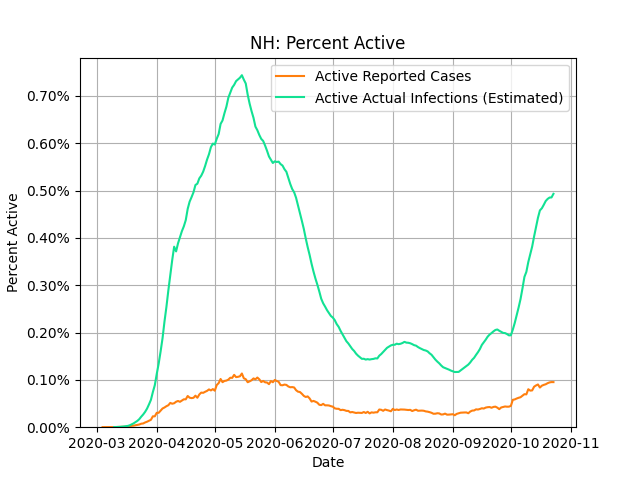 NH: Percent Active
Active Reported Cases
Active Actual Infections (Estimated)
Percent Active
0.70%
0.60%
0.50%
0.40%
0.30%
0.20%
0.10%
0.00%
2020-03 2020-04 2020-05 2020-06 2020-07 2020-08 2020-09 2020-10 2020-11
Date